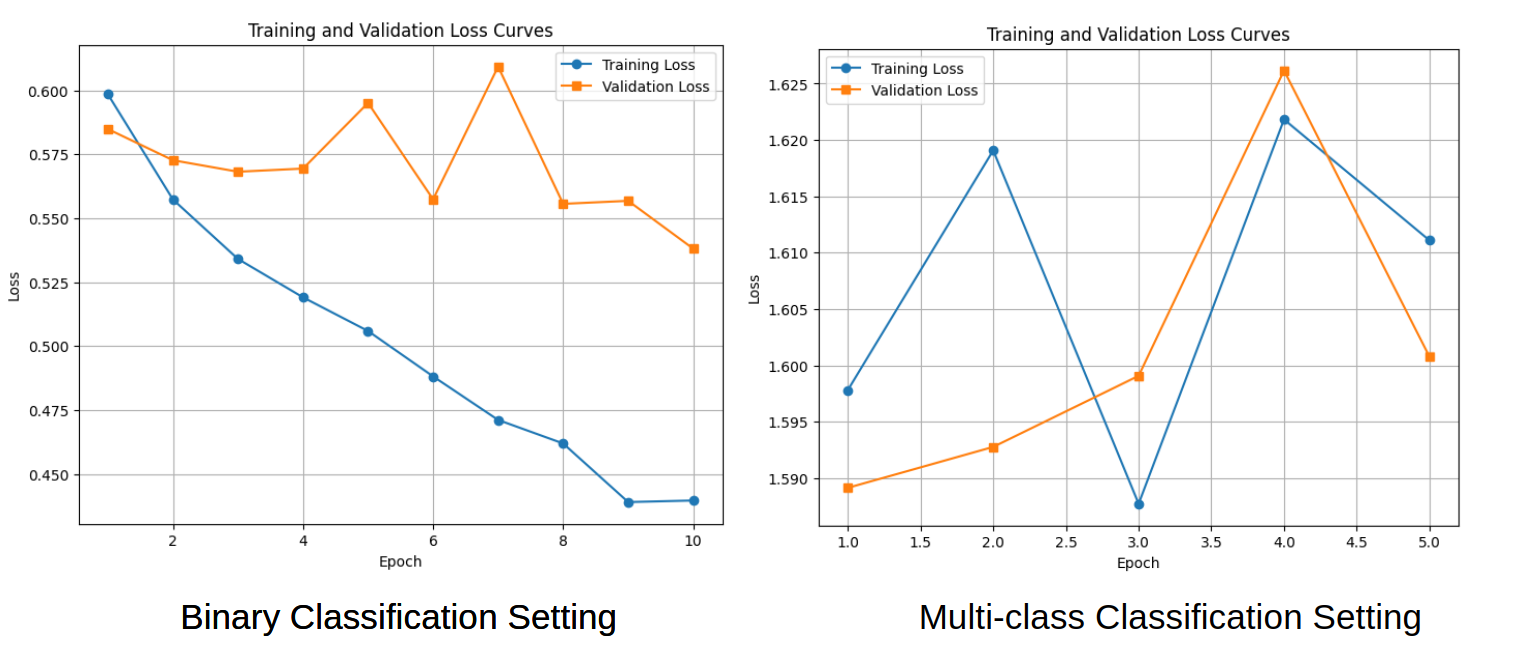 Training and Validation Loss Curves
Training Loss
Validation Loss
0.600
0.575
0.550
0.525
0.500
0.475
0.450
Loss
2
4
6
8
10
Epoch
Binary Classification Setting
Training and Validation Loss Curves
Training Loss
Validation Loss
1.625
1.620
1.615
1.610
1.605
1.600
1.595
1.590
Loss
1.0
1.5
2.0
2.5
3.0
3.5
4.0
4.5
5.0
Epoch
Multi-class Classification Setting